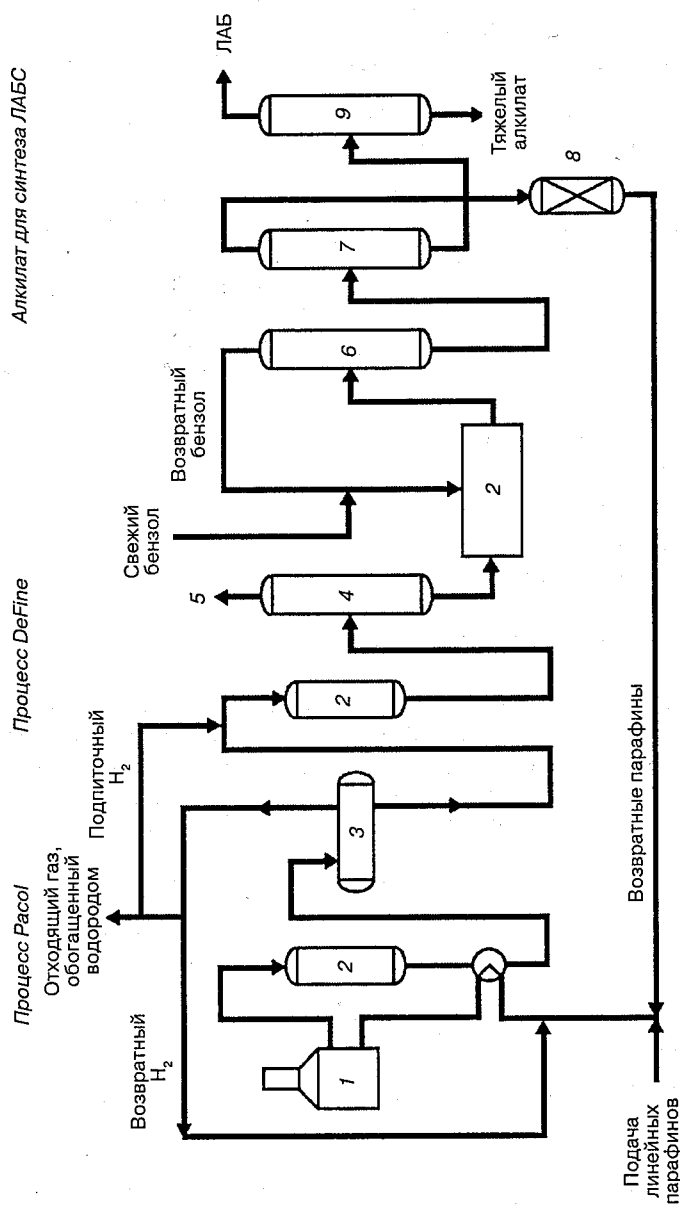 Процесс Pacol
Процесс DeFine
Алкилат для синтеза ЛАБС
Отходящий газ,
обогащенный
водородом
Подпиточный
H₂
Возвратный
H₂
Свежий
бензол
Возвратный
бензол
ЛАБ
Тяжелый
алкилат
1
2
3
2
4
5
2
6
7
8
9
Возвратные парафины
Подача
линейных
парафинов